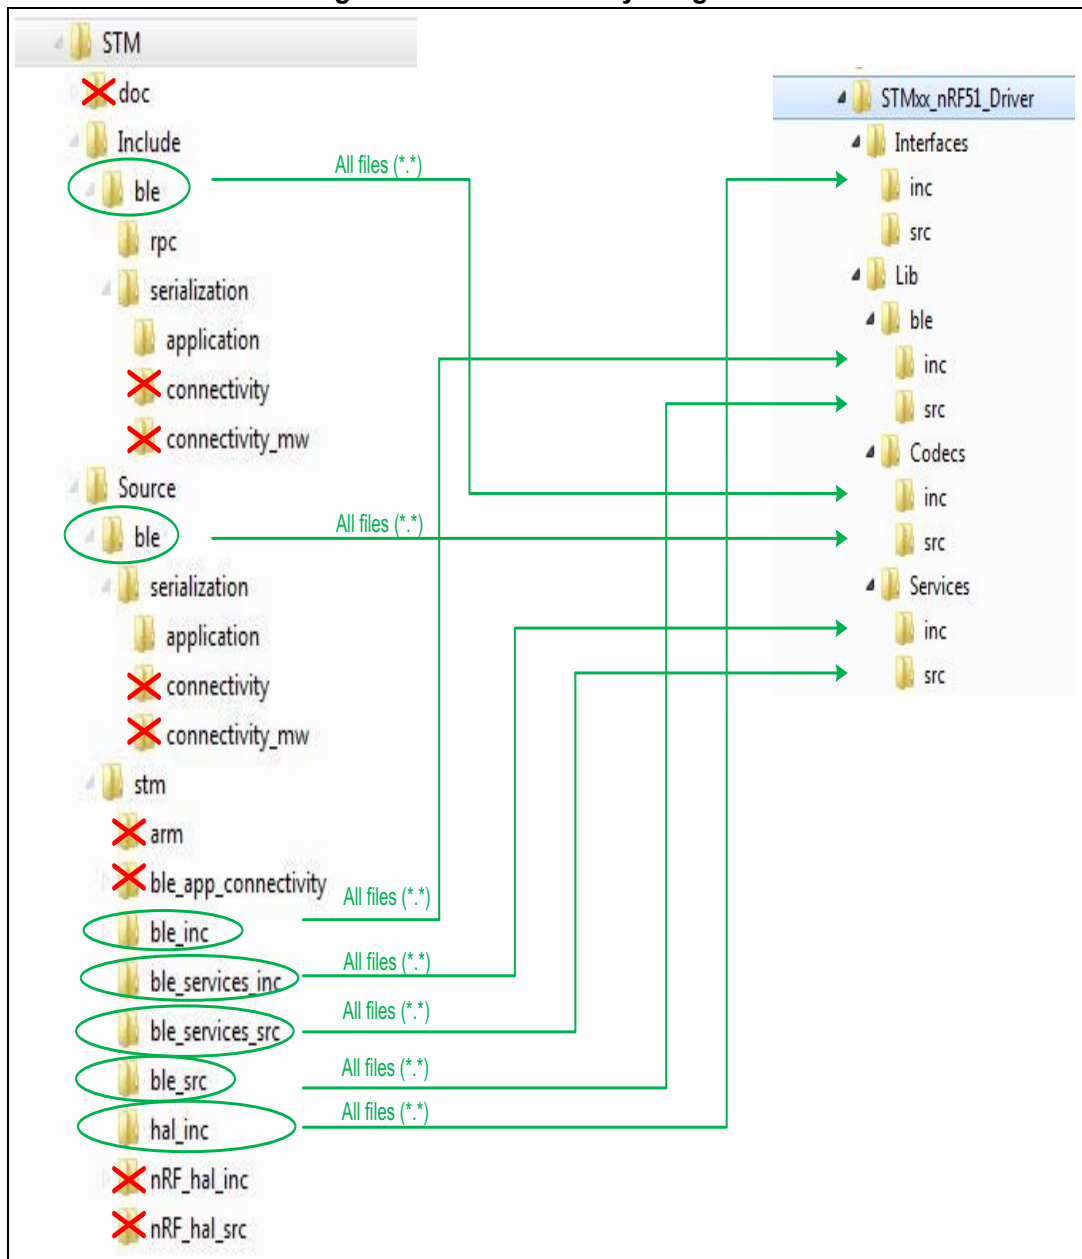 STM
doc
Include
ble
rpc
serialization
application
connectivity
connectivity_mw
Source
ble
serialization
application
connectivity
connectivity_mw
stm
arm
ble_app_connectivity
ble_inc
ble_services_inc
ble_services_src
ble_src
hal_inc
nRF_hal_inc
nRF_hal_src
All files (*.*)
All files (*.*)
All files (*.*)
All files (*.*)
All files (*.*)
All files (*.*)
All files (*.*)
STMxx_nRF51_Driver
Interfaces
inc
src
Lib
ble
inc
src
Codecs
inc
src
Services
inc
src